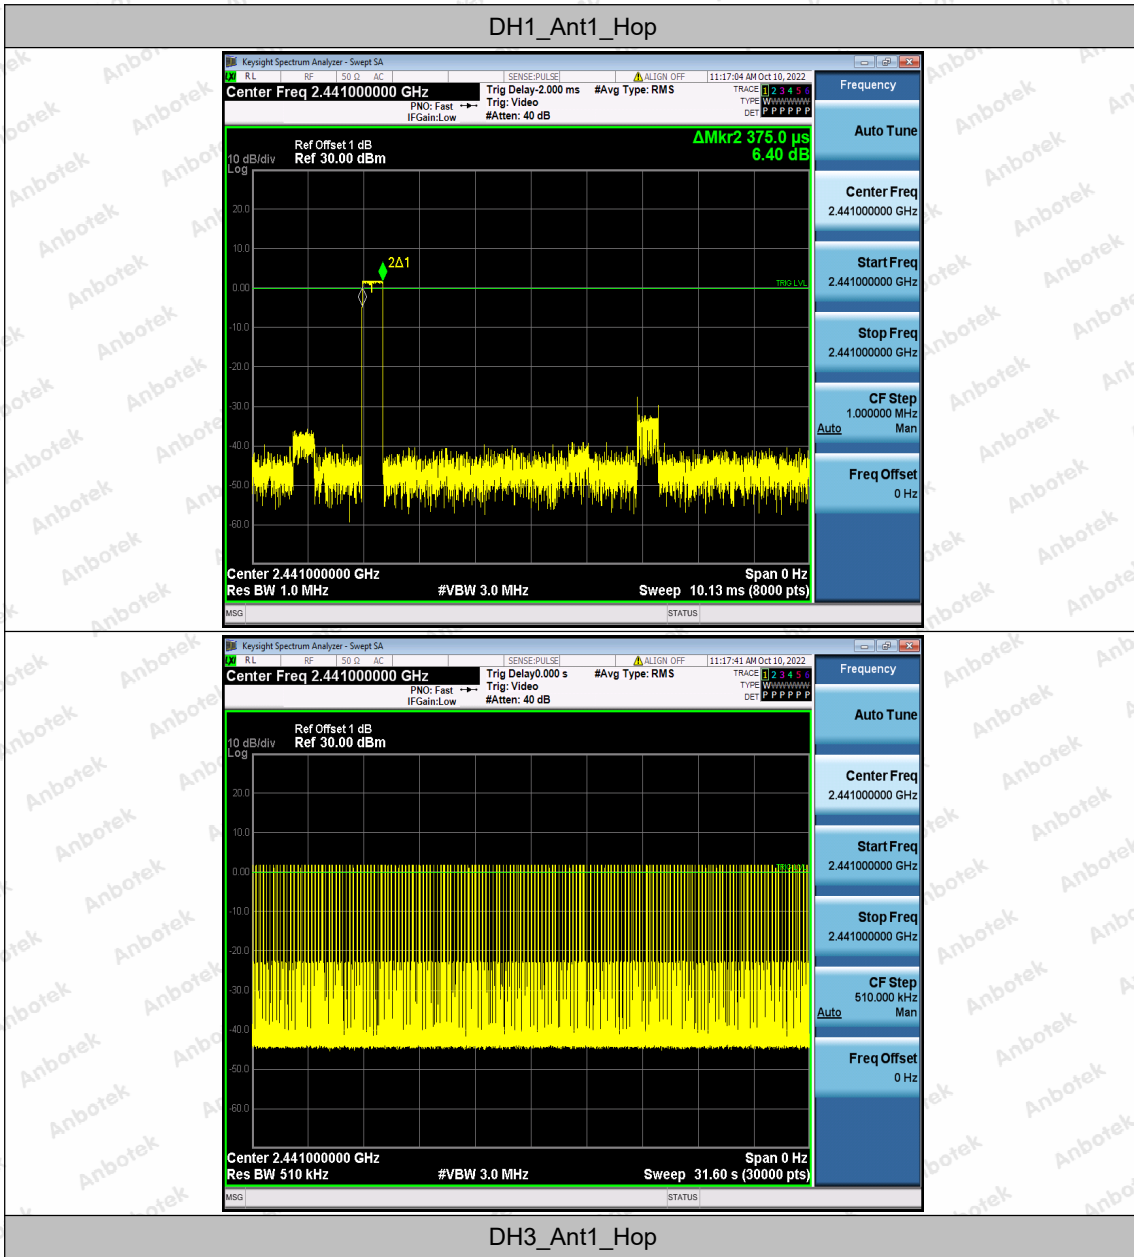 DH1_Ant1_Hop
Keysight Spectrum Analyzer - Swept SA
LXI RL RF 50 Ω AC SENSE:PULSE ALIGN OFF 11:17:04 AM Oct 10, 2022
Center Freq 2.441000000 GHz
PNO: Fast
IFGain:Low
Trig Delay-2.000 ms
Trig: Video
#Atten: 40 dB
#Avg Type: RMS
TRACE 1 2 3 4 5 6
TYPE WWWWWW
DET P P P P P P
Frequency
ΔMkr2 375.0 µs
6.40 dB
Ref Offset 1 dB
10 dB/div Ref 30.00 dBm
Log
20.0
10.0
2Δ1
0.00
TRIG LVL
-10.0
-20.0
-30.0
-40.0
-50.0
-60.0
Center 2.441000000 GHz Span 0 Hz
Res BW 1.0 MHz #VBW 3.0 MHz Sweep 10.13 ms (8000 pts)
MSG STATUS
Auto Tune
Center Freq
2.441000000 GHz
Start Freq
2.441000000 GHz
Stop Freq
2.441000000 GHz
CF Step
1.000000 MHz
Auto Man
Freq Offset
0 Hz
Keysight Spectrum Analyzer - Swept SA
LXI RL RF 50 Ω AC SENSE:PULSE ALIGN OFF 11:17:41 AM Oct 10, 2022
Center Freq 2.441000000 GHz
PNO: Fast
IFGain:Low
Trig Delay0.000 s
Trig: Video
#Atten: 40 dB
#Avg Type: RMS
TRACE 1 2 3 4 5 6
TYPE WWWWWW
DET P P P P P P
Frequency
Ref Offset 1 dB
10 dB/div Ref 30.00 dBm
Log
20.0
10.0
0.00
-10.0
-20.0
-30.0
-40.0
-50.0
-60.0
Center 2.441000000 GHz Span 0 Hz
Res BW 510 kHz #VBW 3.0 MHz Sweep 31.60 s (30000 pts)
MSG STATUS
Auto Tune
Center Freq
2.441000000 GHz
Start Freq
2.441000000 GHz
Stop Freq
2.441000000 GHz
CF Step
510.000 kHz
Auto Man
Freq Offset
0 Hz
DH3_Ant1_Hop
Anbotek